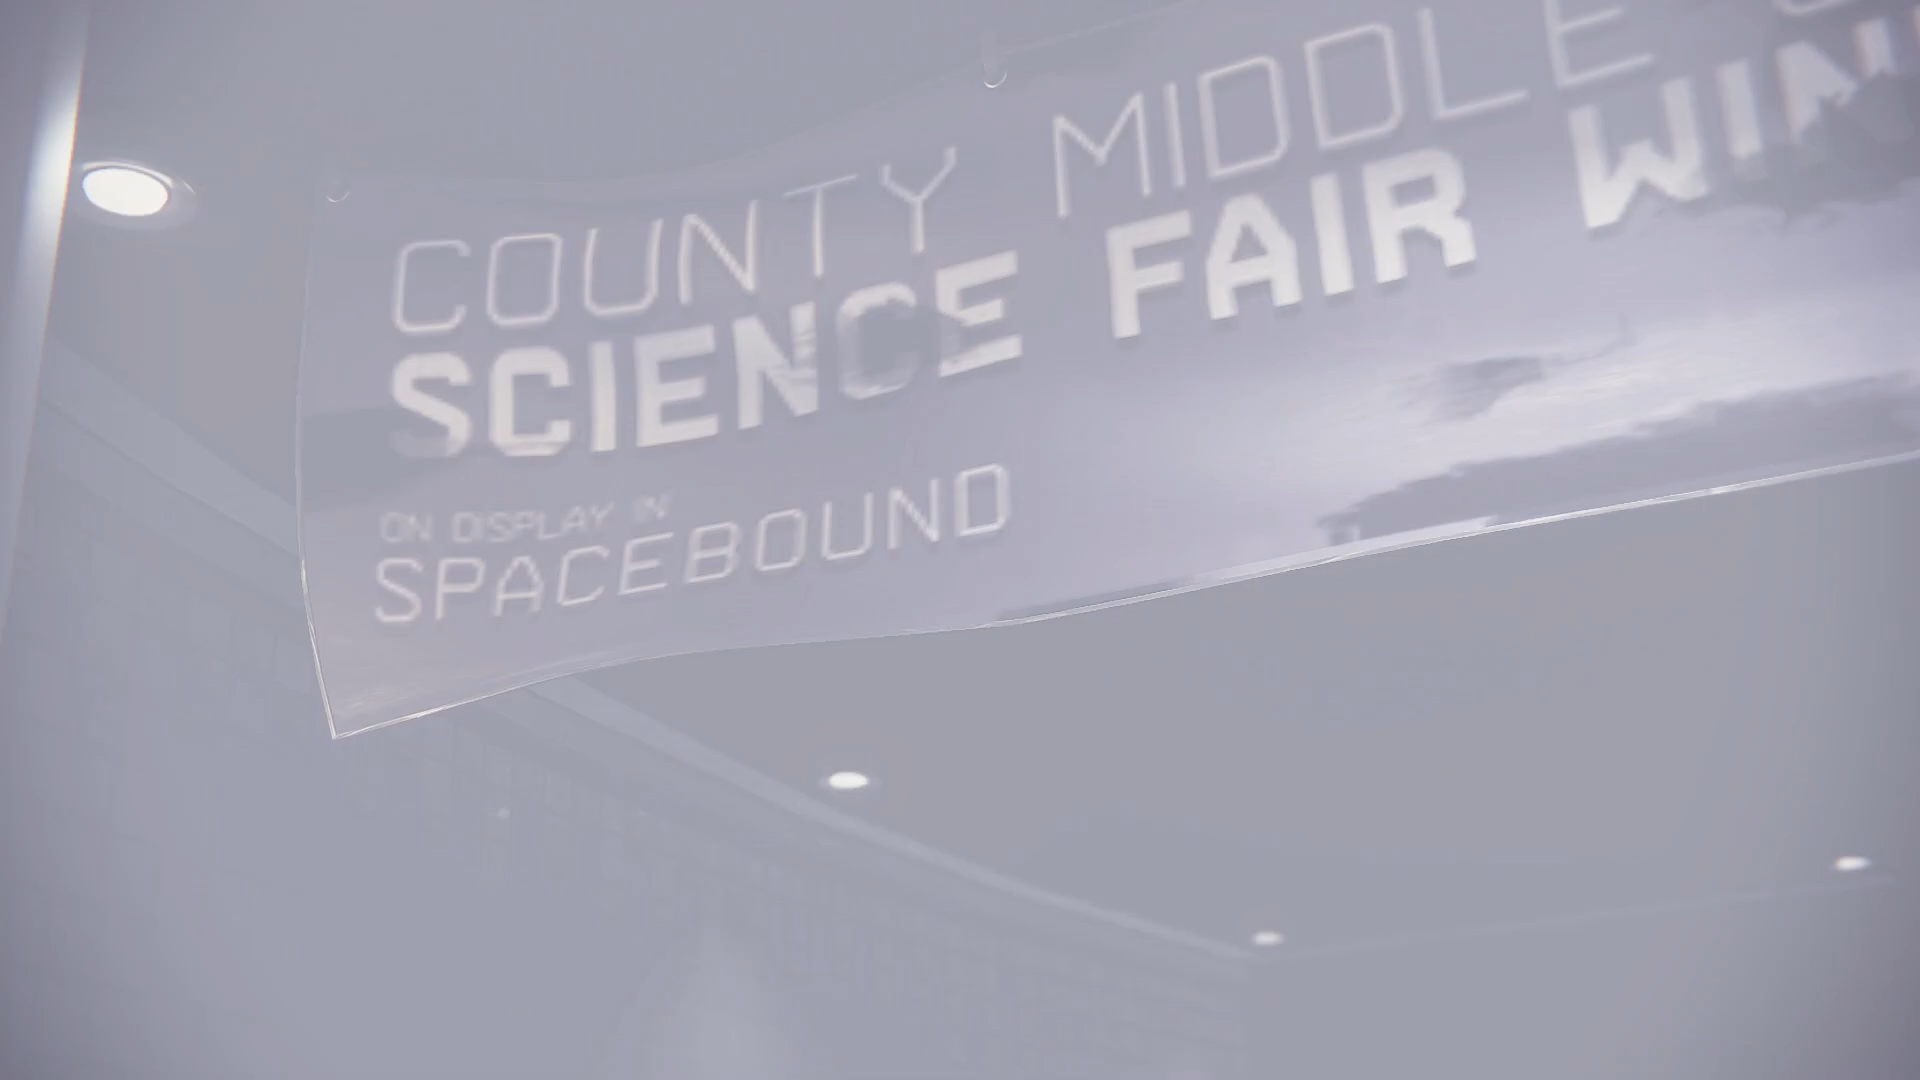 COUNTY MIDDLE
SCIENCE FAIR
ON DISPLAY IN
SPACEBOUND